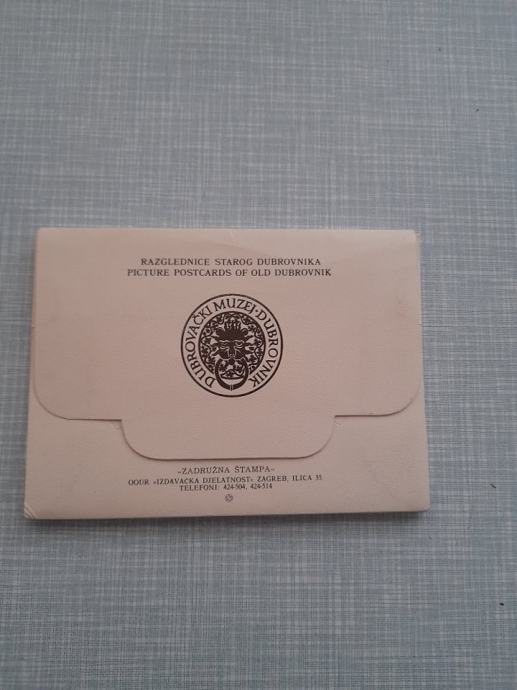 RAZGLEDNICE STAROG DUBROVNIKA
PICTURE POSTCARDS OF OLD DUBROVNIK
DUBROVAČKI MUZEJ·DUBROVNIK
–ZADRUŽNA ŠTAMPA–
OOUR »IZDAVAČKA DJELATNOST« ZAGREB, ILICA 35
TELEFONI: 424-504, 424-514